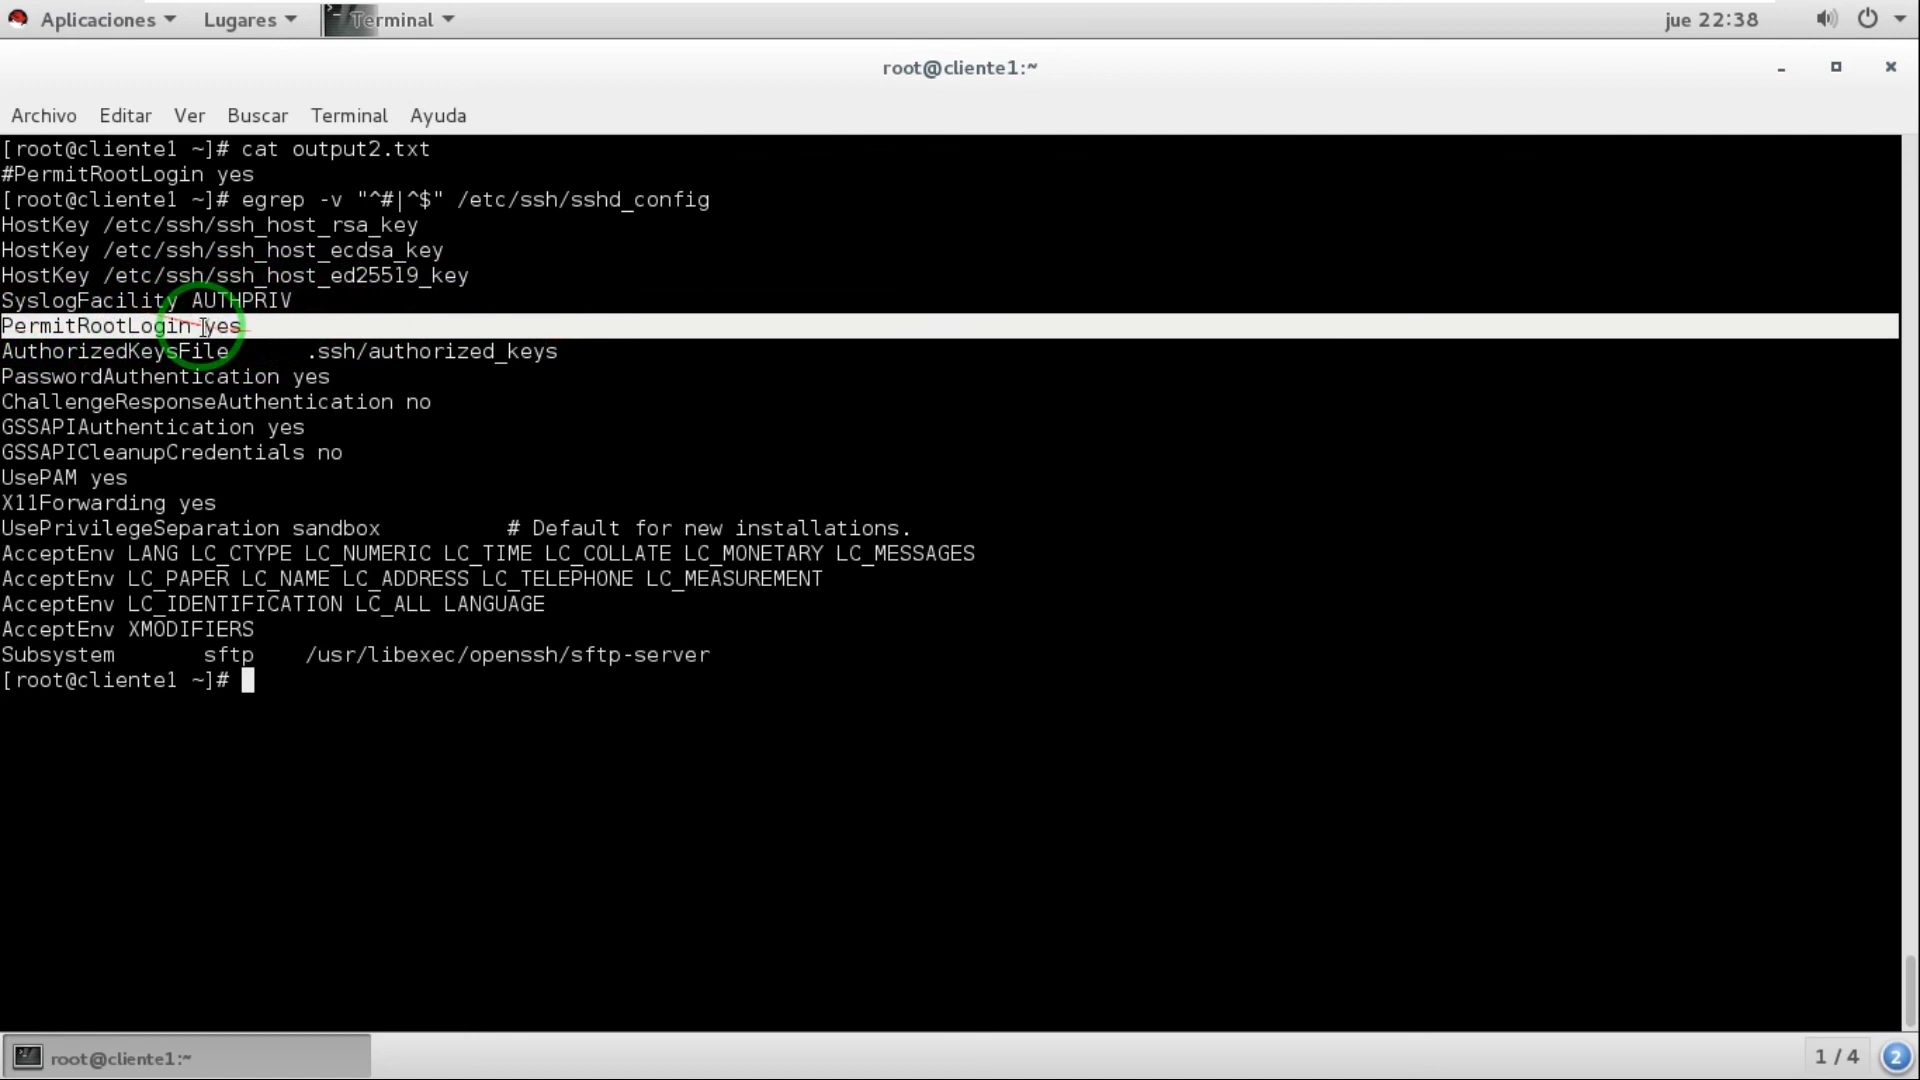 Aplicaciones Lugares Terminal jue 22:38
root@cliente1:~
Archivo Editar Ver Buscar Terminal Ayuda
[root@cliente1 ~]# cat output2.txt
#PermitRootLogin yes
[root@cliente1 ~]# egrep -v "^#|^$" /etc/ssh/sshd_config
HostKey /etc/ssh/ssh_host_rsa_key
HostKey /etc/ssh/ssh_host_ecdsa_key
HostKey /etc/ssh/ssh_host_ed25519_key
SyslogFacility AUTHPRIV
PermitRootLogin yes
AuthorizedKeysFile .ssh/authorized_keys
PasswordAuthentication yes
ChallengeResponseAuthentication no
GSSAPIAuthentication yes
GSSAPICleanupCredentials no
UsePAM yes
X11Forwarding yes
UsePrivilegeSeparation sandbox # Default for new installations.
AcceptEnv LANG LC_CTYPE LC_NUMERIC LC_TIME LC_COLLATE LC_MONETARY LC_MESSAGES
AcceptEnv LC_PAPER LC_NAME LC_ADDRESS LC_TELEPHONE LC_MEASUREMENT
AcceptEnv LC_IDENTIFICATION LC_ALL LANGUAGE
AcceptEnv XMODIFIERS
Subsystem sftp /usr/libexec/openssh/sftp-server
[root@cliente1 ~]#
root@cliente1:~ 1 / 4 2